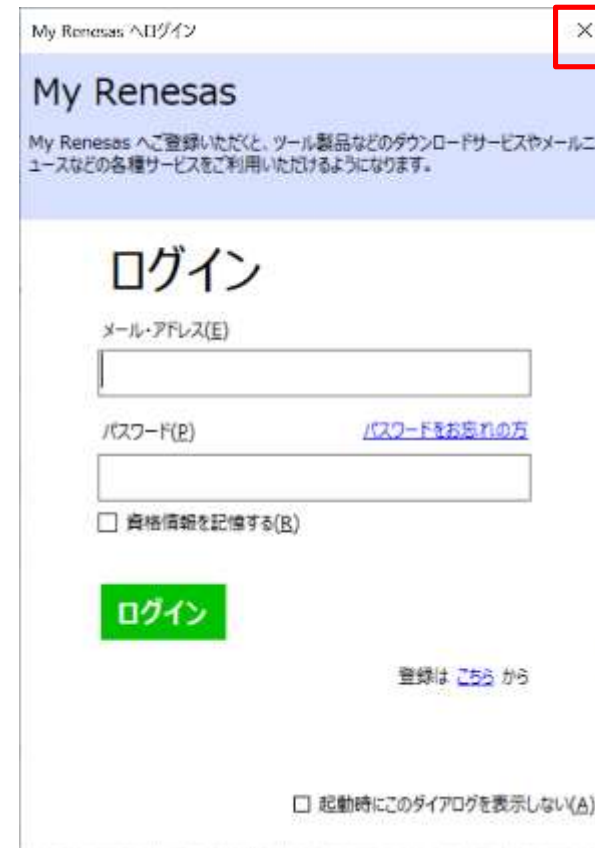 My Renesas へログイン
My Renesas
My Renesas へご登録いただくと、ツール製品などのダウンロードサービスやメールニ
ュースなどの各種サービスをご利用いただけるようになります。
ログイン
メール・アドレス(E)
パスワード(P) パスワードをお忘れの方
資格情報を記憶する(R)
ログイン
登録は こちら から
起動時にこのダイアログを表示しない(A)